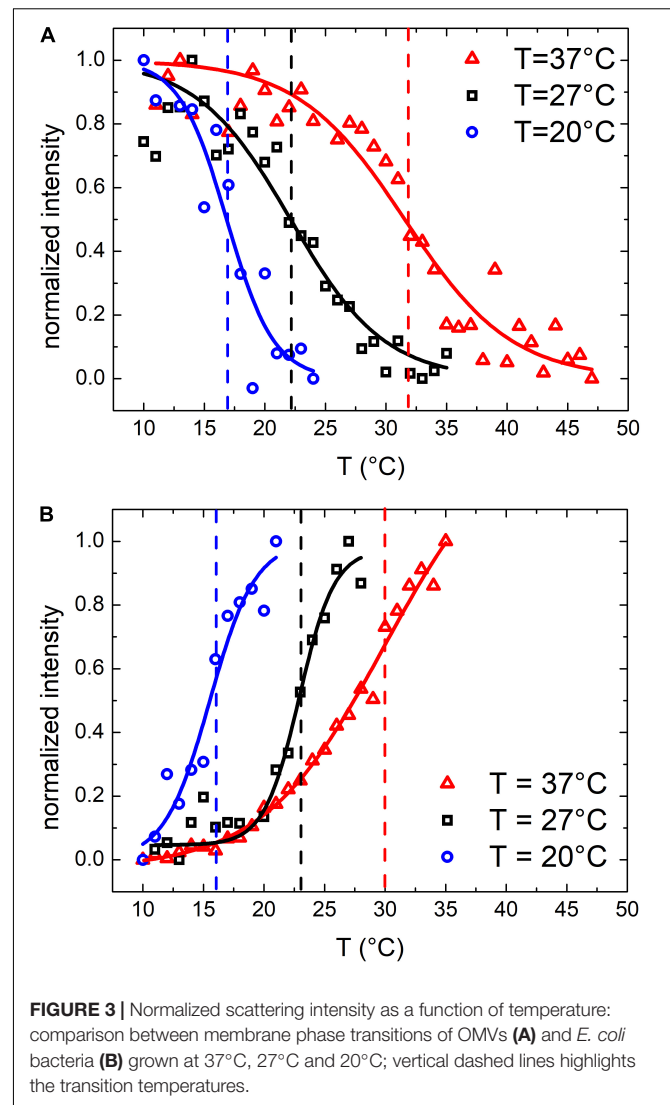 A
1.0
0.8
0.6
0.4
0.2
0.0
normalized intensity
T=37°C
T=27°C
T=20°C
10 15 20 25 30 35 40 45 50
T (°C)
B
1.0
0.8
0.6
0.4
0.2
0.0
normalized intensity
T = 37°C
T = 27°C
T = 20°C
10 15 20 25 30 35 40 45 50
T (°C)
FIGURE 3 | Normalized scattering intensity as a function of temperature:
comparison between membrane phase transitions of OMVs (A) and E. coli
bacteria (B) grown at 37°C, 27°C and 20°C; vertical dashed lines highlights
the transition temperatures.